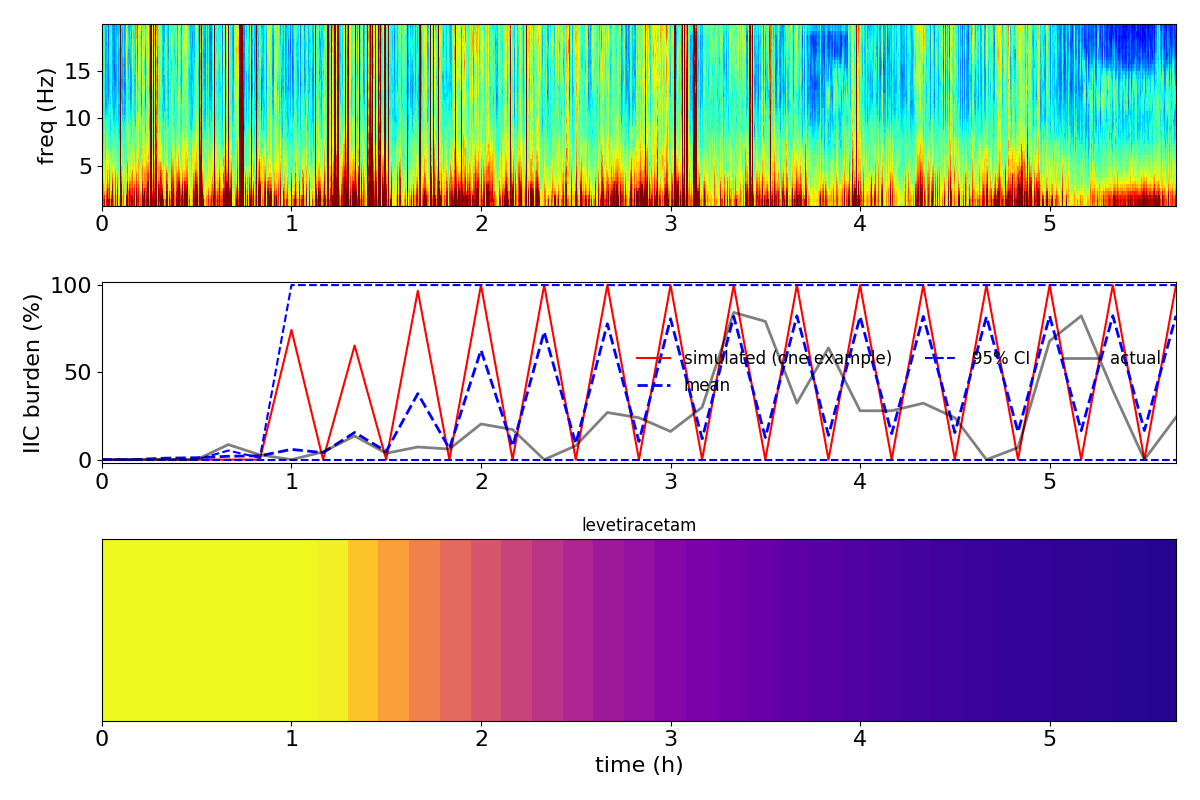 freq (Hz)
15
10
5
0 1 2 3 4 5
IIC burden (%)
100
50
0
simulated (one example) 95% CI actual
mean
0 1 2 3 4 5
levetiracetam
0 1 2 3 4 5
time (h)